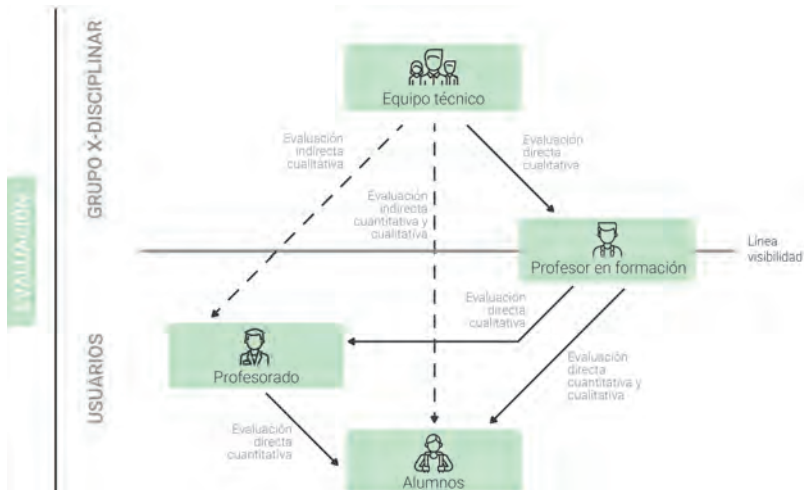 EVALUACIÓN
GRUPO X-DISCIPLINAR
USUÁRIOS
Equipo técnico
Evaluación
indirecta
cualitativa
Evaluación
directa
cualitativa
Evaluación
indirecta
cuantitativa y
cualitativa
Línea
visibilidad
Profesor en formación
Evaluación
directa
cualitativa
Profesorado
Evaluación
directa
cuantitativa y
cualitativa
Evaluación
directa
cuantitativa
Alumnos